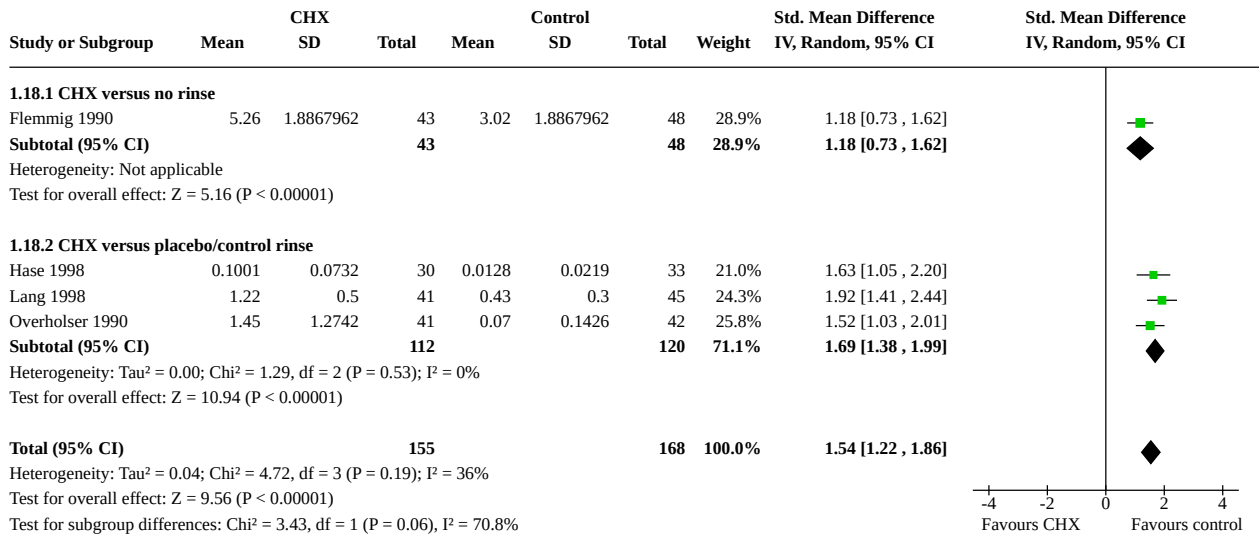 CHX Control Std. Mean Difference Std. Mean Difference
Study or Subgroup Mean SD Total Mean SD Total Weight IV, Random, 95% CI IV, Random, 95% CI
1.18.1 CHX versus no rinse
Flemmig 1990 5.26 1.8867962 43 3.02 1.8867962 48 28.9% 1.18 [0.73 , 1.62]
Subtotal (95% CI) 43 48 28.9% 1.18 [0.73 , 1.62]
Heterogeneity: Not applicable
Test for overall effect: Z = 5.16 (P < 0.00001)
1.18.2 CHX versus placebo/control rinse
Hase 1998 0.1001 0.0732 30 0.0128 0.0219 33 21.0% 1.63 [1.05 , 2.20]
Lang 1998 1.22 0.5 41 0.43 0.3 45 24.3% 1.92 [1.41 , 2.44]
Overholser 1990 1.45 1.2742 41 0.07 0.1426 42 25.8% 1.52 [1.03 , 2.01]
Subtotal (95% CI) 112 120 71.1% 1.69 [1.38 , 1.99]
Heterogeneity: Tau² = 0.00; Chi² = 1.29, df = 2 (P = 0.53); I² = 0%
Test for overall effect: Z = 10.94 (P < 0.00001)
Total (95% CI) 155 168 100.0% 1.54 [1.22 , 1.86]
Heterogeneity: Tau² = 0.04; Chi² = 4.72, df = 3 (P = 0.19); I² = 36%
Test for overall effect: Z = 9.56 (P < 0.00001) -4 -2 0 2 4
Test for subgroup differences: Chi² = 3.43, df = 1 (P = 0.06), I² = 70.8% Favours CHX Favours control